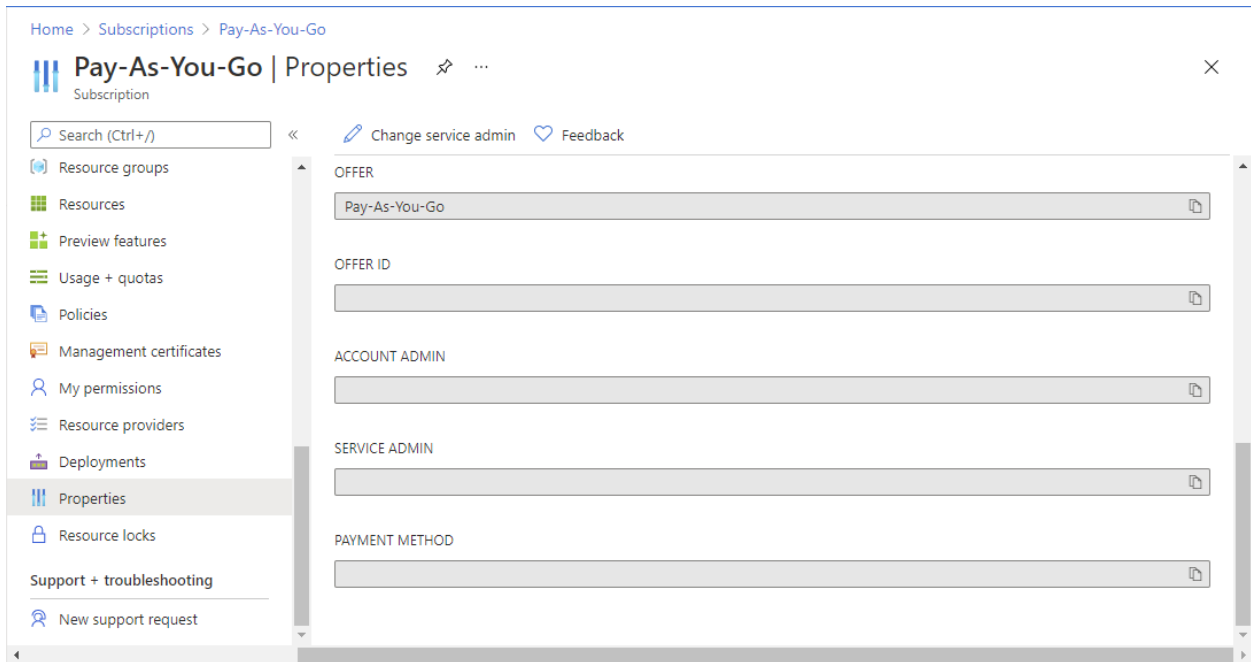 Home > Subscriptions > Pay-As-You-Go
Pay-As-You-Go | Properties
Subscription
Search (Ctrl+/)
Resource groups
Resources
Preview features
Usage + quotas
Policies
Management certificates
My permissions
Resource providers
Deployments
Properties
Resource locks
Support + troubleshooting
New support request
Change service admin
Feedback
OFFER
Pay-As-You-Go
OFFER ID
ACCOUNT ADMIN
SERVICE ADMIN
PAYMENT METHOD